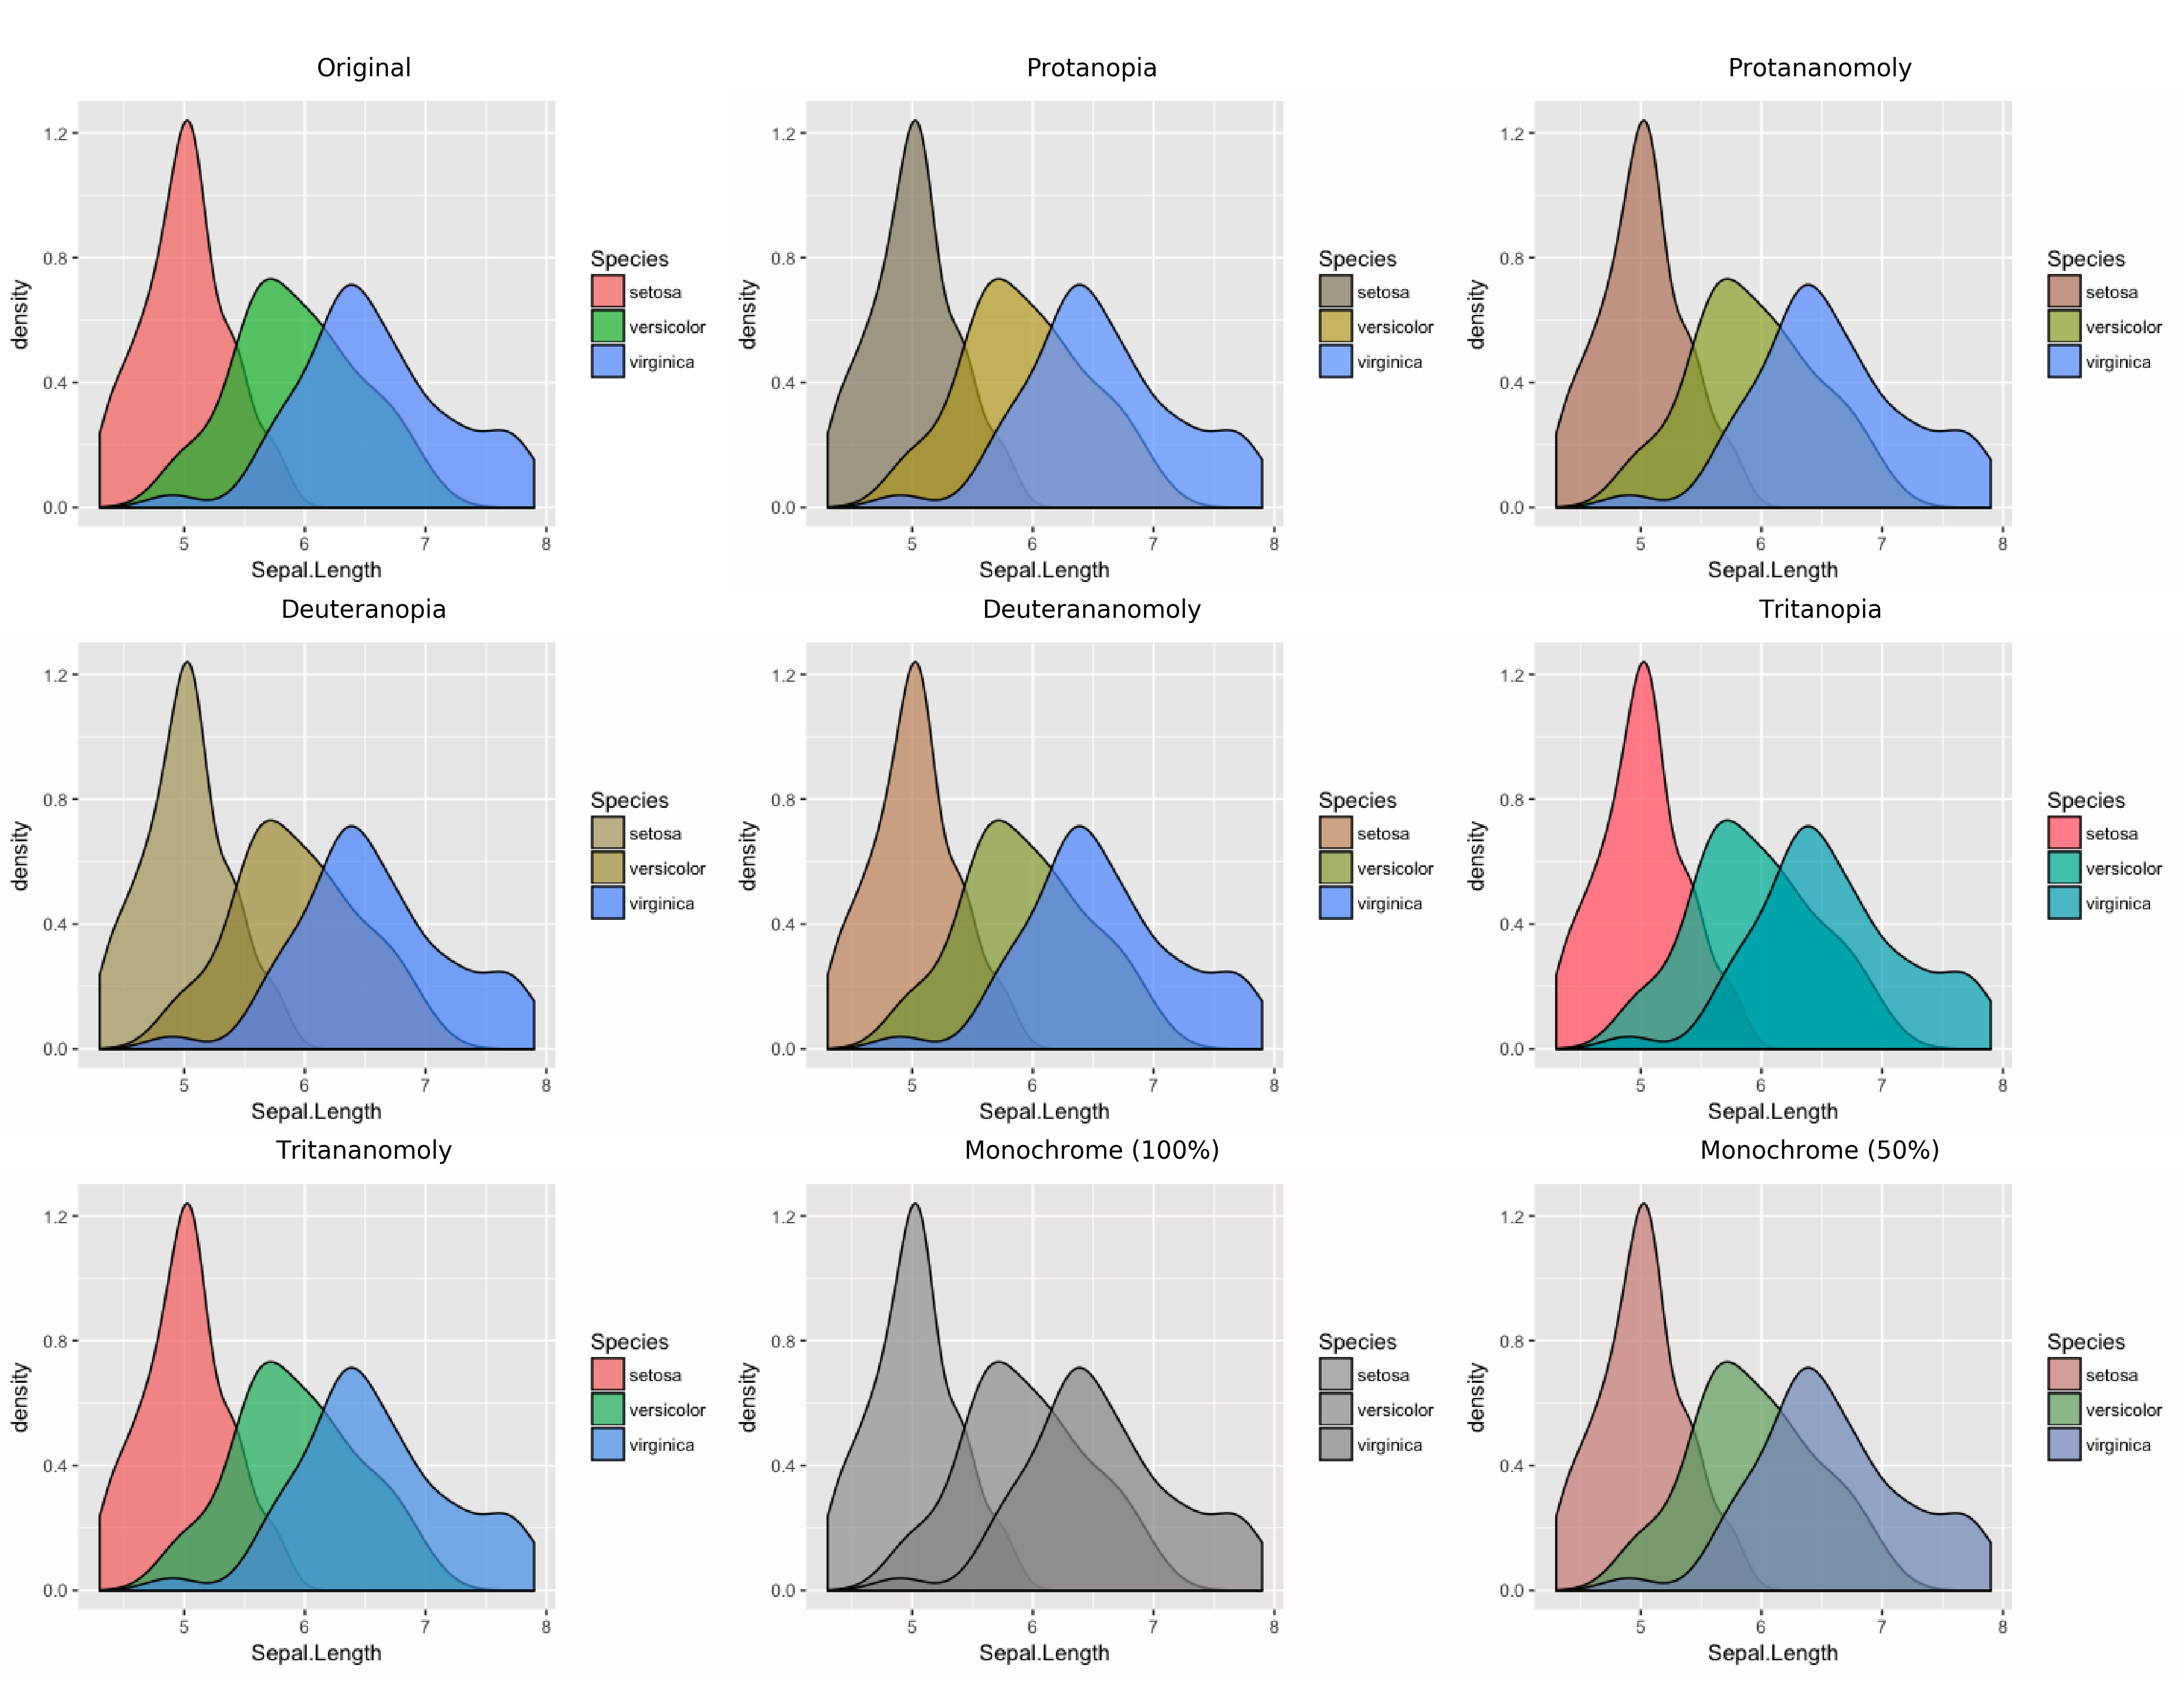 Original
1.2
0.8
0.4
0.0
density
5 6 7 8
Sepal.Length
Species
setosa
versicolor
virginica
Protanopia
1.2
0.8
0.4
0.0
density
5 6 7 8
Sepal.Length
Species
setosa
versicolor
virginica
Protananomoly
1.2
0.8
0.4
0.0
density
5 6 7 8
Sepal.Length
Species
setosa
versicolor
virginica
Deuteranopia
1.2
0.8
0.4
0.0
density
5 6 7 8
Sepal.Length
Species
setosa
versicolor
virginica
Deuterananomoly
1.2
0.8
0.4
0.0
density
5 6 7 8
Sepal.Length
Species
setosa
versicolor
virginica
Tritanopia
1.2
0.8
0.4
0.0
density
5 6 7 8
Sepal.Length
Species
setosa
versicolor
virginica
Tritananomoly
1.2
0.8
0.4
0.0
density
5 6 7 8
Sepal.Length
Species
setosa
versicolor
virginica
Monochrome (100%)
1.2
0.8
0.4
0.0
density
5 6 7 8
Sepal.Length
Species
setosa
versicolor
virginica
Monochrome (50%)
1.2
0.8
0.4
0.0
density
5 6 7 8
Sepal.Length
Species
setosa
versicolor
virginica